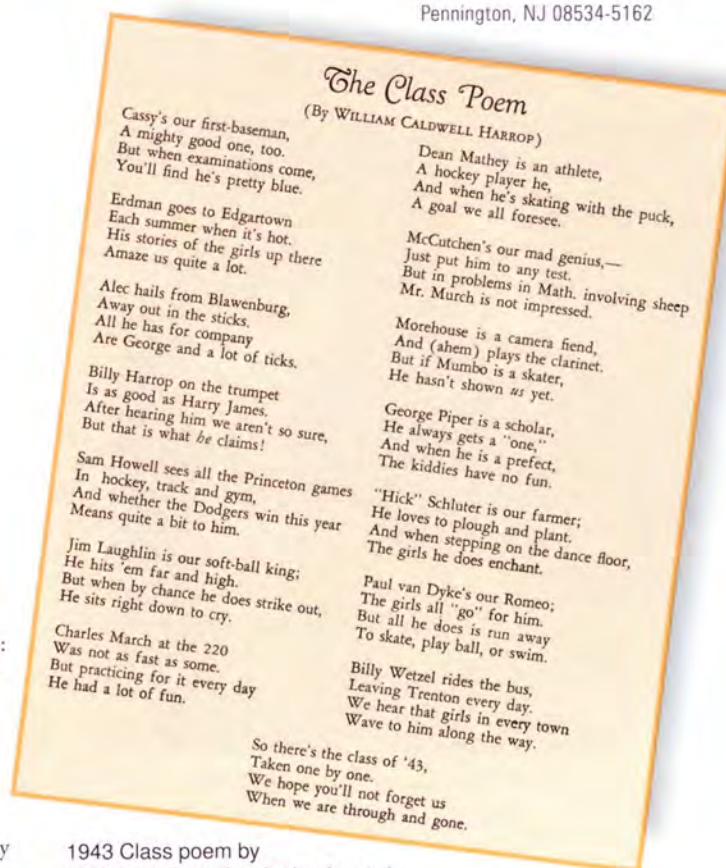 Pennington, NJ 08534-5162
The Class Poem
(By WILLIAM CALDWELL HARROP)
Cassy's our first-baseman,
A mighty good one, too.
But when examinations come,
You'll find he's pretty blue.
Erdman goes to Edgartown
Each summer when it's hot.
His stories of the girls up there
Amaze us quite a lot.
Alec hails from Blawenburg,
Away out in the sticks.
All he has for company
Are George and a lot of ticks.
Billy Harrop on the trumpet
Is as good as Harry James.
After hearing him we aren't so sure,
But that is what he claims!
Sam Howell sees all the Princeton games
In hockey, track and gym,
And whether the Dodgers win this year
Means quite a bit to him.
Jim Laughlin is our soft-ball king;
He hits 'em far and high.
But when by chance he does strike out,
He sits right down to cry.
Charles March at the 220
Was not as fast as some.
But practicing for it every day
He had a lot of fun.
Dean Mathey is an athlete,
A hockey player he,
And when he's skating with the puck,
A goal we all foresee.
McCutchen's our mad genius,—
Just put him to any test.
But in problems in Math. involving sheep
Mr. Murch is not impressed.
Morehouse is a camera fiend,
And (ahem) plays the clarinet.
But if Mumbo is a skater,
He hasn't shown us yet.
George Piper is a scholar,
He always gets a "one,"
And when he is a prefect,
The kiddies have no fun.
"Hick" Schluter is our farmer;
He loves to plough and plant.
And when stepping on the dance floor,
The girls he does enchant.
Paul van Dyke's our Romeo;
The girls all "go" for him.
But all he does is run away
To skate, play ball, or swim.
Billy Wetzel rides the bus,
Leaving Trenton every day.
We hear that girls in every town
Wave to him along the way.
So there's the class of '43,
Taken one by one.
We hope you'll not forget us
When we are through and gone.
1943 Class poem by